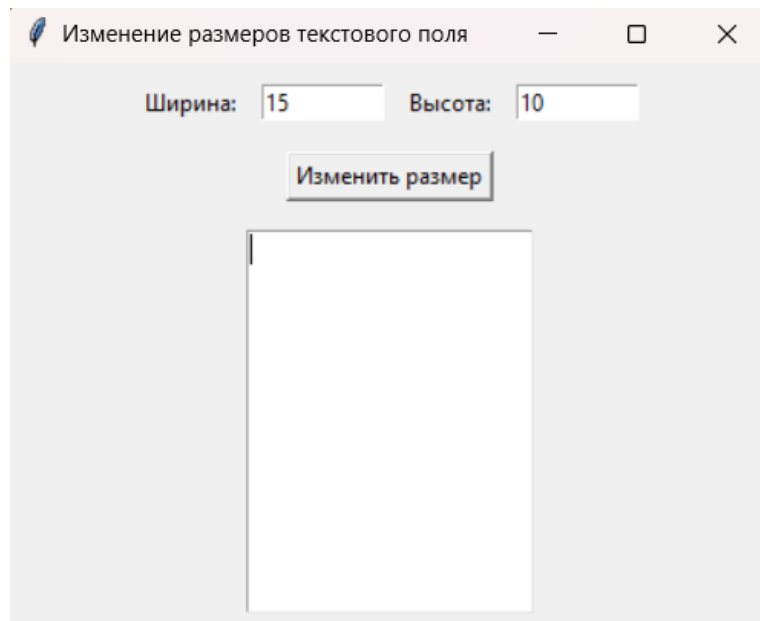 Изменение размеров текстового поля
Ширина: 15 Высота: 10
Изменить размер